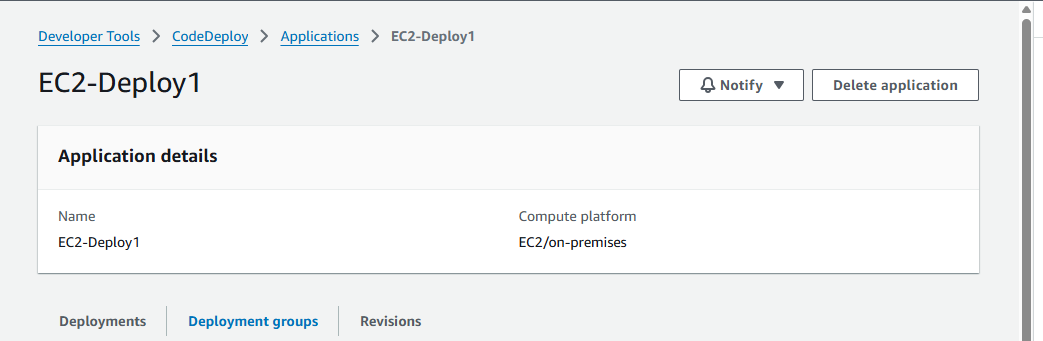 Developer Tools > CodeDeploy > Applications > EC2-Deploy1
EC2-Deploy1
Notify
Delete application
Application details
Name
Compute platform
EC2-Deploy1
EC2/on-premises
Deployments
Deployment groups
Revisions